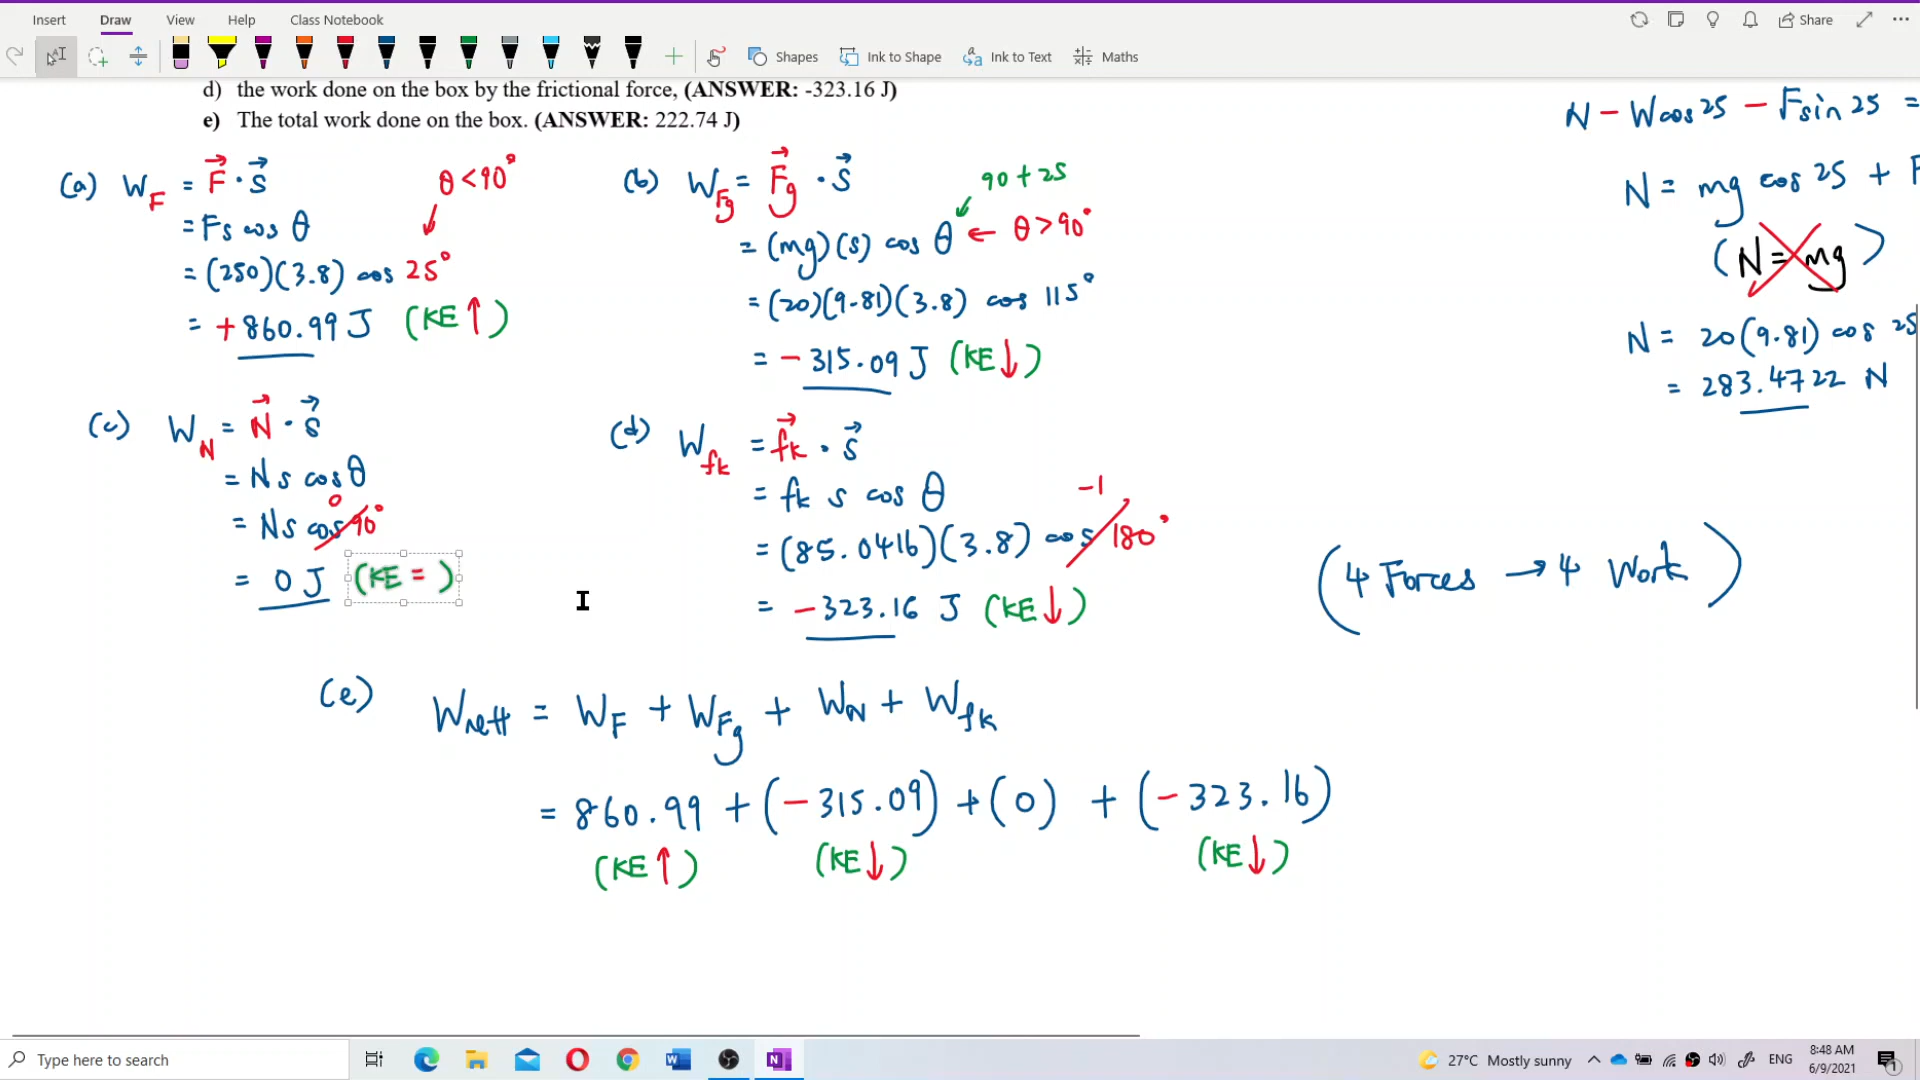 Insert Draw View Help Class Notebook Share
Shapes Ink to Shape Ink to Text Maths
d) the work done on the box by the frictional force, (ANSWER: -323.16 J)
e) The total work done on the box. (ANSWER: 222.74 J)
(a) W_F = F⃗ · s⃗
θ < 90°
= Fs cos θ
= (250)(3.8) cos 25°
= +860.99 J (KE ↑)
(b) W_Fg = F⃗g · s⃗
90 + 25
= (mg)(s) cos θ ← θ > 90°
= (20)(9.81)(3.8) cos 115°
= - 315.09 J (KE ↓)
(c) W_N = N⃗ · s⃗
= Ns cos θ
0
= Ns cos 90°
= 0 J (KE = )
(d) W_fk = f⃗k · s⃗
= fk s cos θ
-1
= (85.0416)(3.8) cos 180°
= -323.16 J (KE ↓)
(e) Wnett = W_F + W_Fg + W_N + W_fk
= 860.99 + (-315.09) + (0) + (-323.16)
(KE ↑) (KE ↓) (KE ↓)
N - W cos 25 - F sin 25 =
N = mg cos 25 + F
(N = mg)
N = 20(9.81) cos 25
= 283.4722 N
(4 Forces → 4 Work)
Type here to search
27°C Mostly sunny ENG
8:48 AM
6/9/2021
1